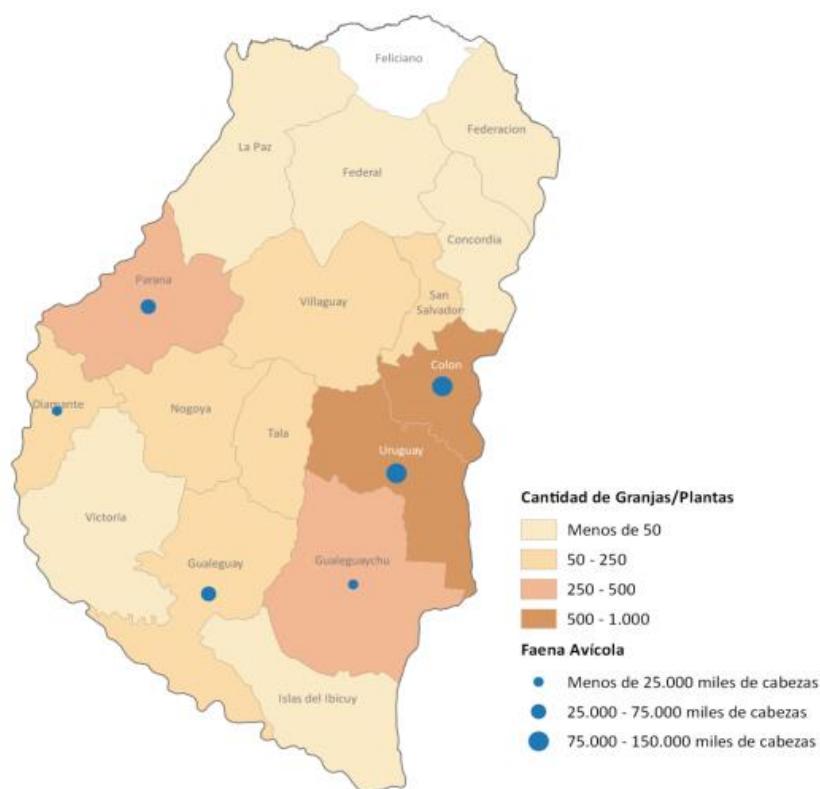 Feliciano
Federacion
La Paz
Federal
Concordia
Parana
Villaguay
San
Salvador
Colon
Diamante
Nogoya
Tala
Uruguay
Victoria
Gualeguay
Gualeguaychu
Islas del Ibicuy
Cantidad de Granjas/Plantas
Menos de 50
50 - 250
250 - 500
500 - 1.000
Faena Avícola
Menos de 25.000 miles de cabezas
25.000 - 75.000 miles de cabezas
75.000 - 150.000 miles de cabezas